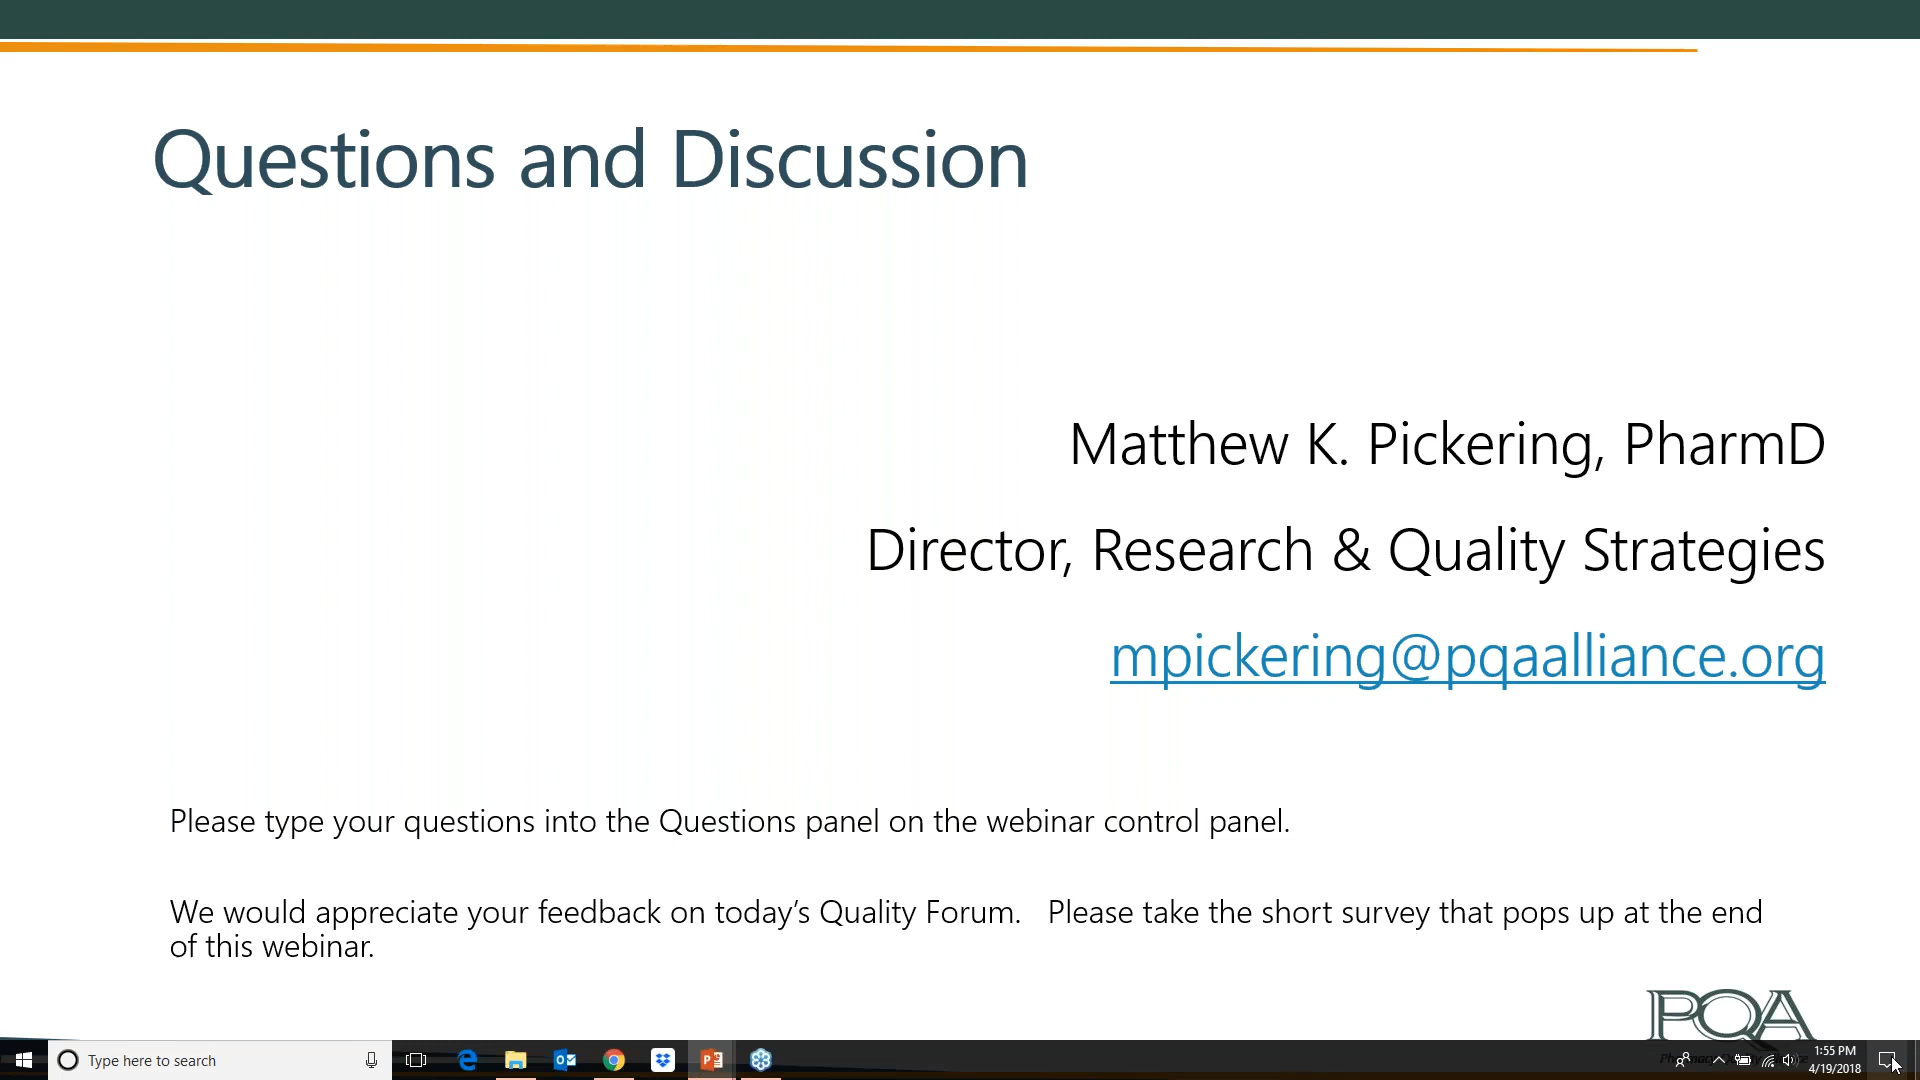 Questions and Discussion
Matthew K. Pickering, PharmD
Director, Research & Quality Strategies
mpickering@pqaalliance.org
Please type your questions into the Questions panel on the webinar control panel.
We would appreciate your feedback on today's Quality Forum.   Please take the short survey that pops up at the end
of this webinar.
PQA
Type here to search
1:55 PM
4/19/2018